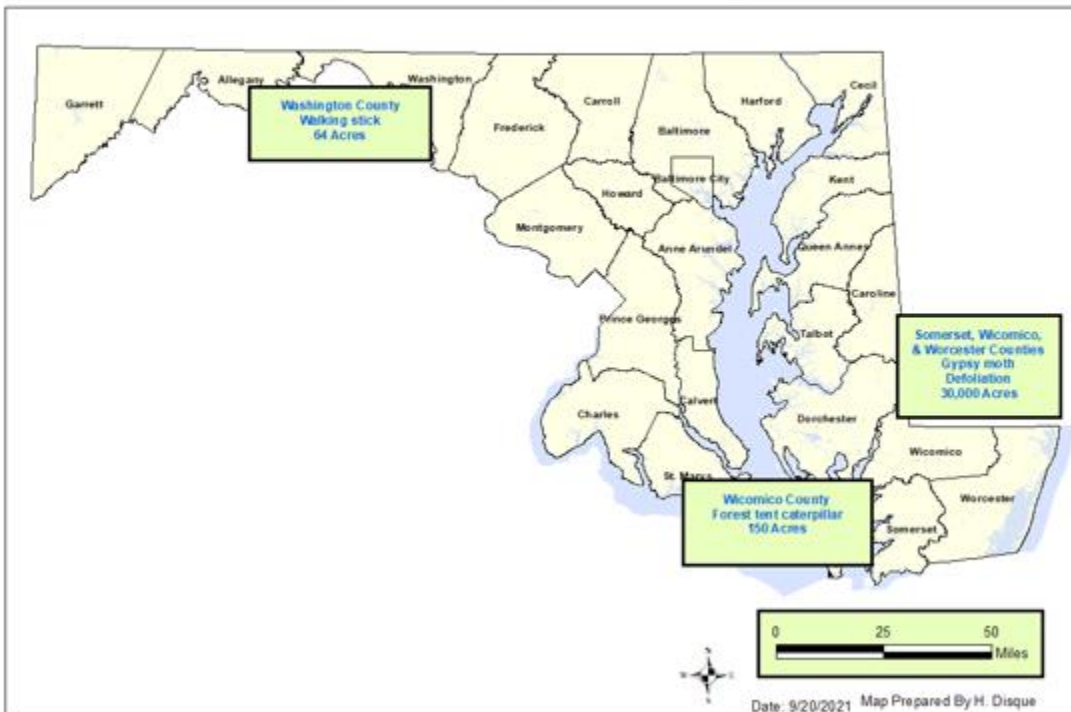 Garrett
Allegany
Washington
Carroll
Harford
Cecil
Frederick
Baltimore
Washington County
Walking stick
64 Acres
Baltimore City
Kent
Howard
Montgomery
Anne Arundel
Queen Annes
Caroline
Prince Georges
Talbot
Somerset, Wicomico,
& Worcester Counties
Gypsy moth
Defoliation
30,000 Acres
Charles
Calvert
Dorchester
Wicomico
St. Marys
Worcester
Somerset
Wicomico County
Forest tent caterpillar
150 Acres
0 25 50
Miles
N
W E
S
Date: 9/20/2021 Map Prepared By H. Disque